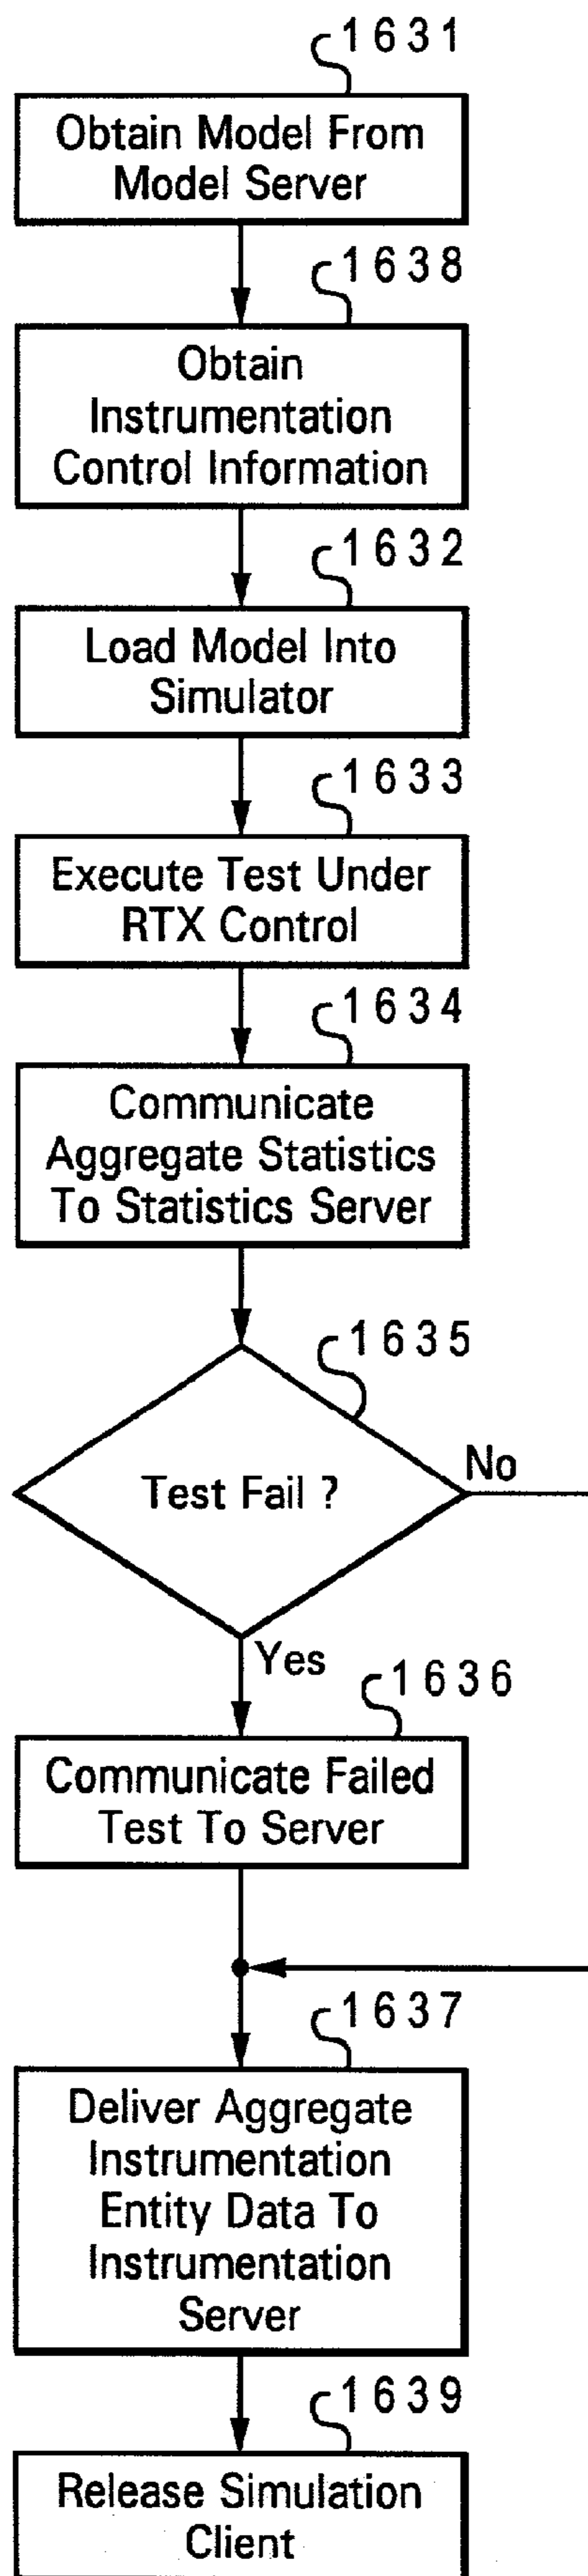 1631
Obtain Model From
Model Server
1638
Obtain
Instrumentation
Control Information
1632
Load Model Into
Simulator
1633
Execute Test Under
RTX Control
1634
Communicate
Aggregate Statistics
To Statistics Server
1635
Test Fail ?
No
Yes
1636
Communicate Failed
Test To Server
1637
Deliver Aggregate
Instrumentation
Entity Data To
Instrumentation
Server
1639
Release Simulation
Client